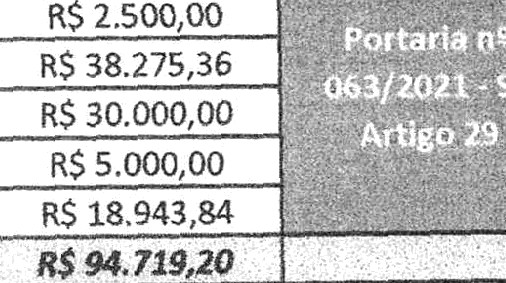 R$ 2.500,00
R$ 38.275,36
R$ 30.000,00
R$ 5.000,00
R$ 18.943,84
R$ 94.719,20
Portaria nº
063/2021 - S
Artigo 29